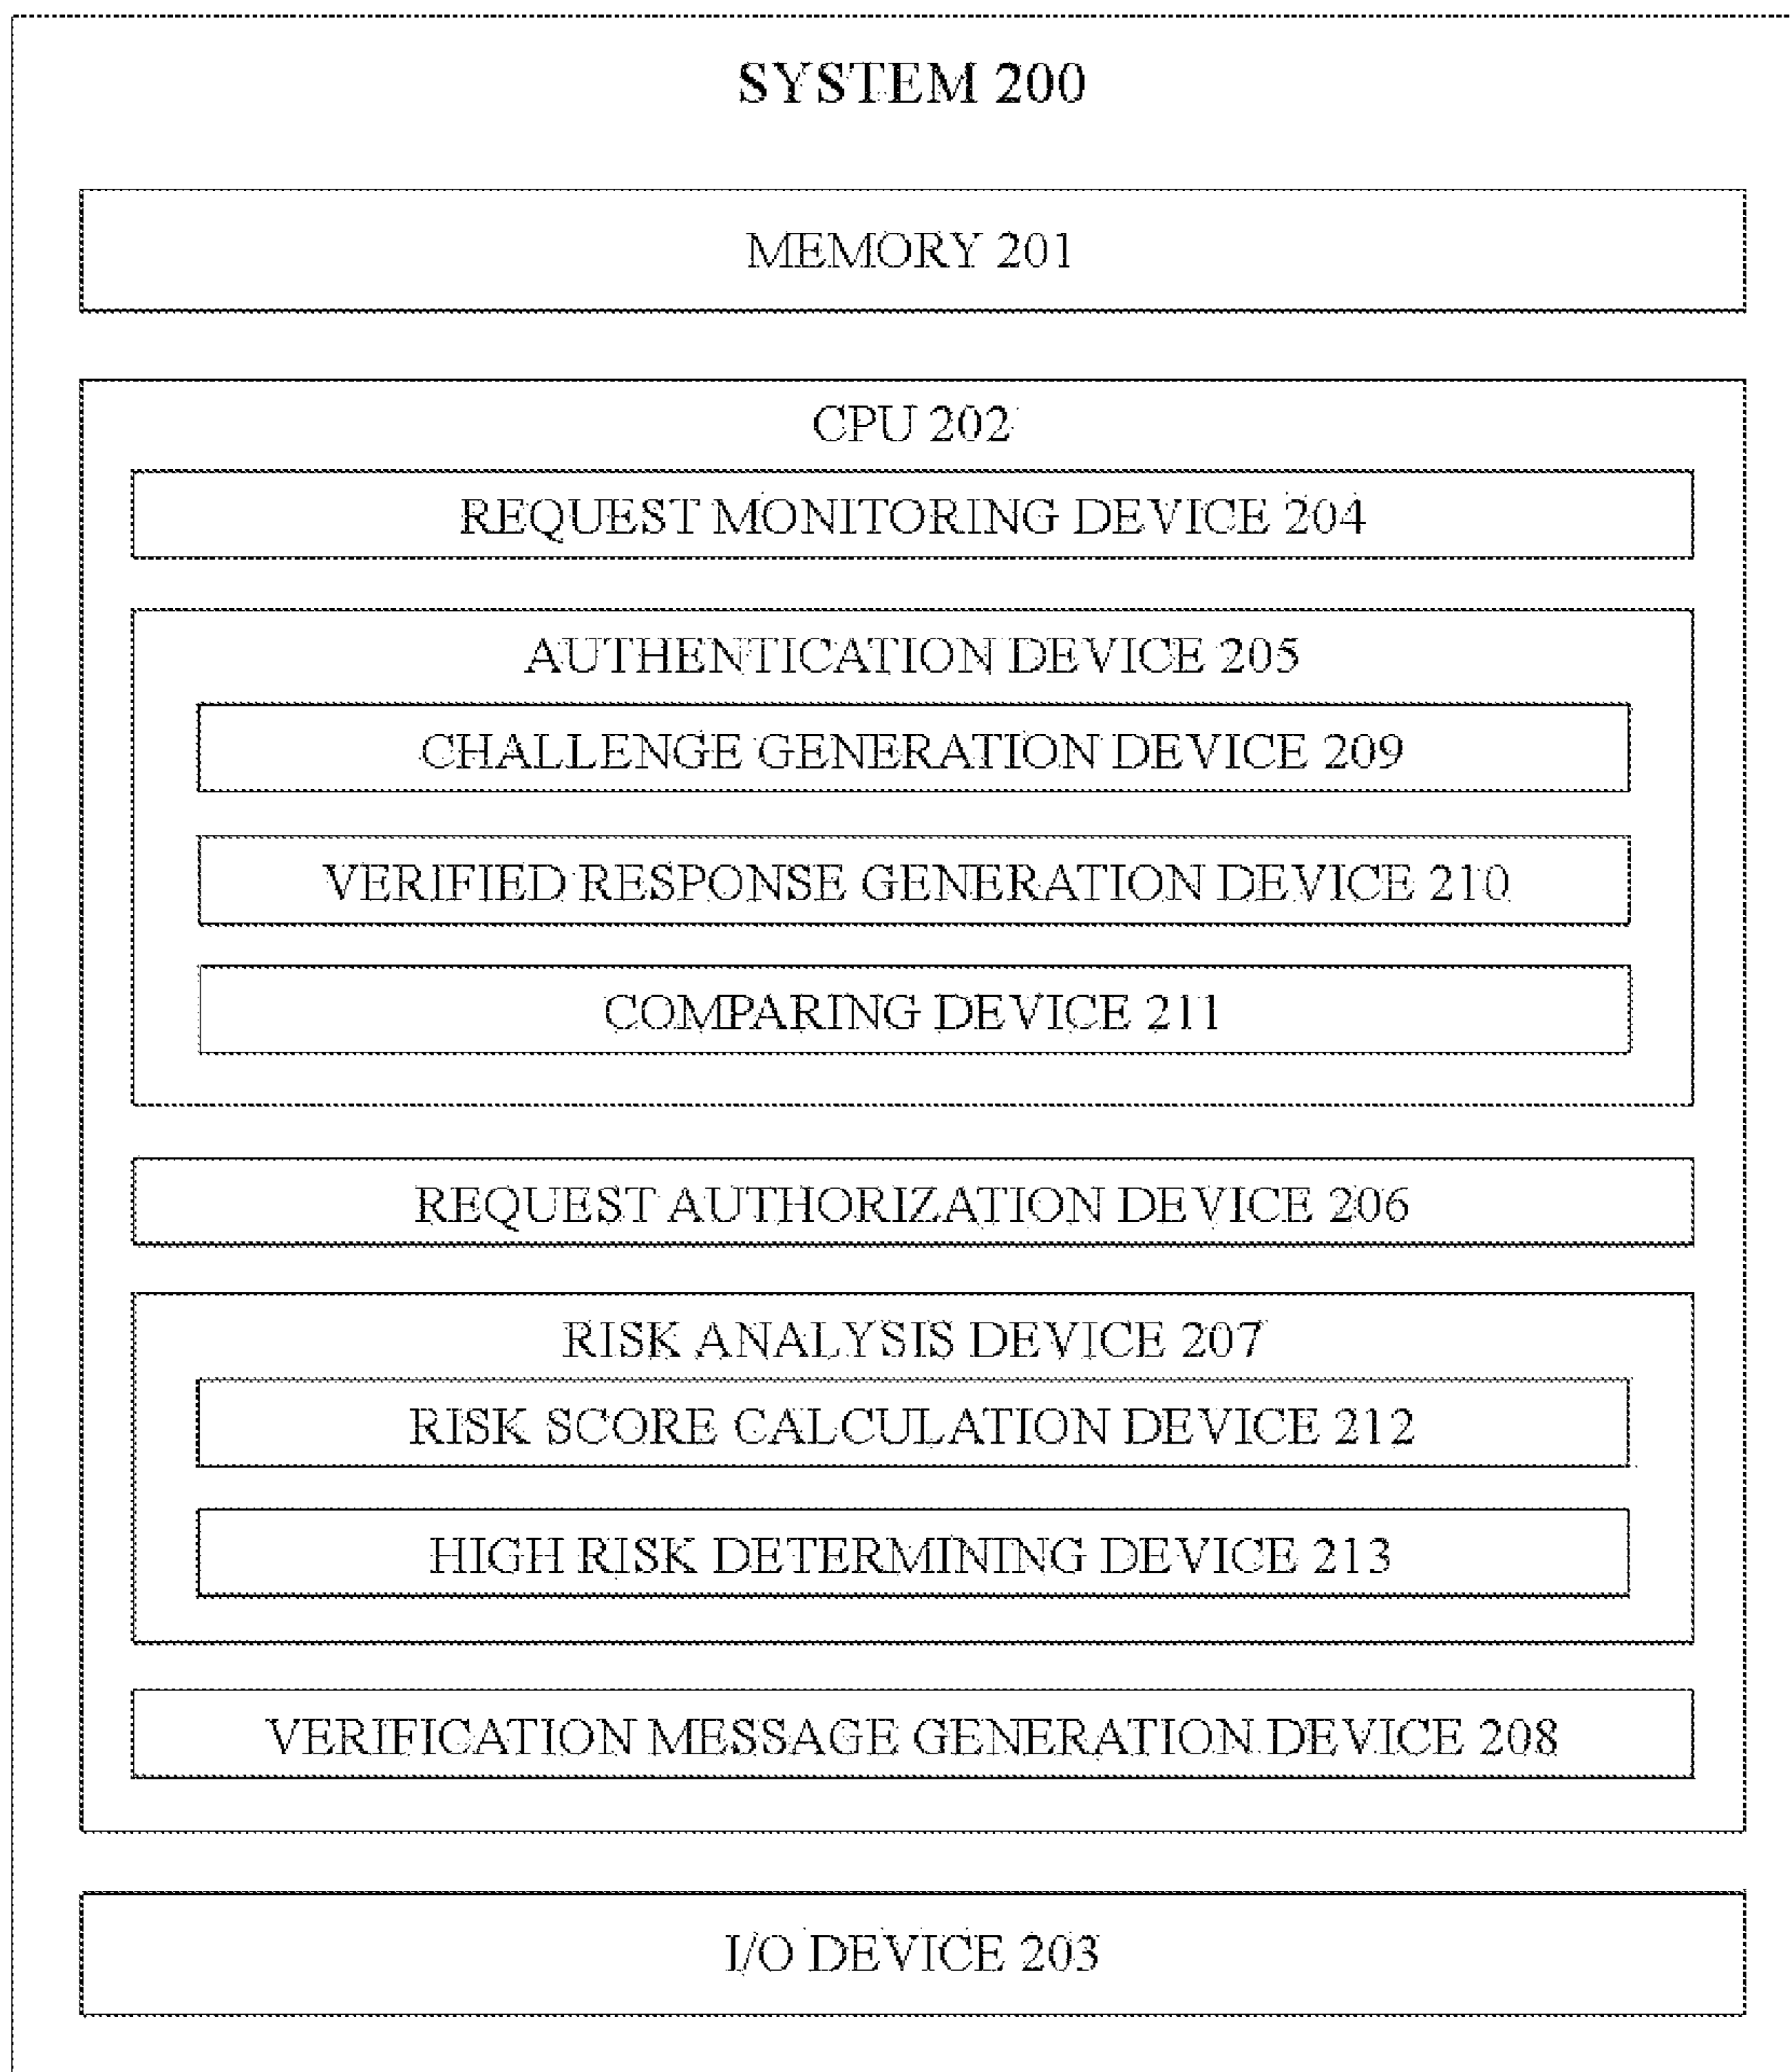 SYSTEM 200
MEMORY 201
CPU 202
REQUEST MONITORING DEVICE 204
AUTHENTICATION DEVICE 205
CHALLENGE GENERATION DEVICE 209
VERIFIED RESPONSE GENERATION DEVICE 210
COMPARING DEVICE 211
REQUEST AUTHORIZATION DEVICE 206
RISK ANALYSIS DEVICE 207
RISK SCORE CALCULATION DEVICE 212
HIGH RISK DETERMINING DEVICE 213
VERIFICATION MESSAGE GENERATION DEVICE 208
I/O DEVICE 203